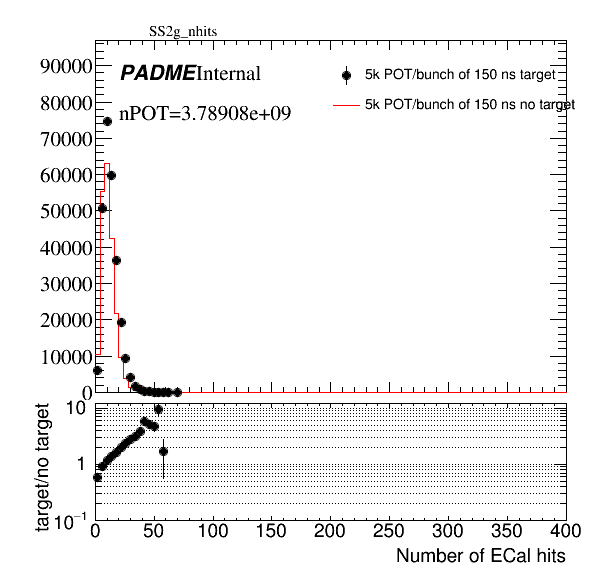 SS2g_nhits
PADME Internal
nPOT=3.78908e+09
5k POT/bunch of 150 ns target
5k POT/bunch of 150 ns no target
90000
80000
70000
60000
50000
40000
30000
20000
10000
0
target/no target
10
1
10⁻¹
0 50 100 150 200 250 300 350 400
Number of ECal hits